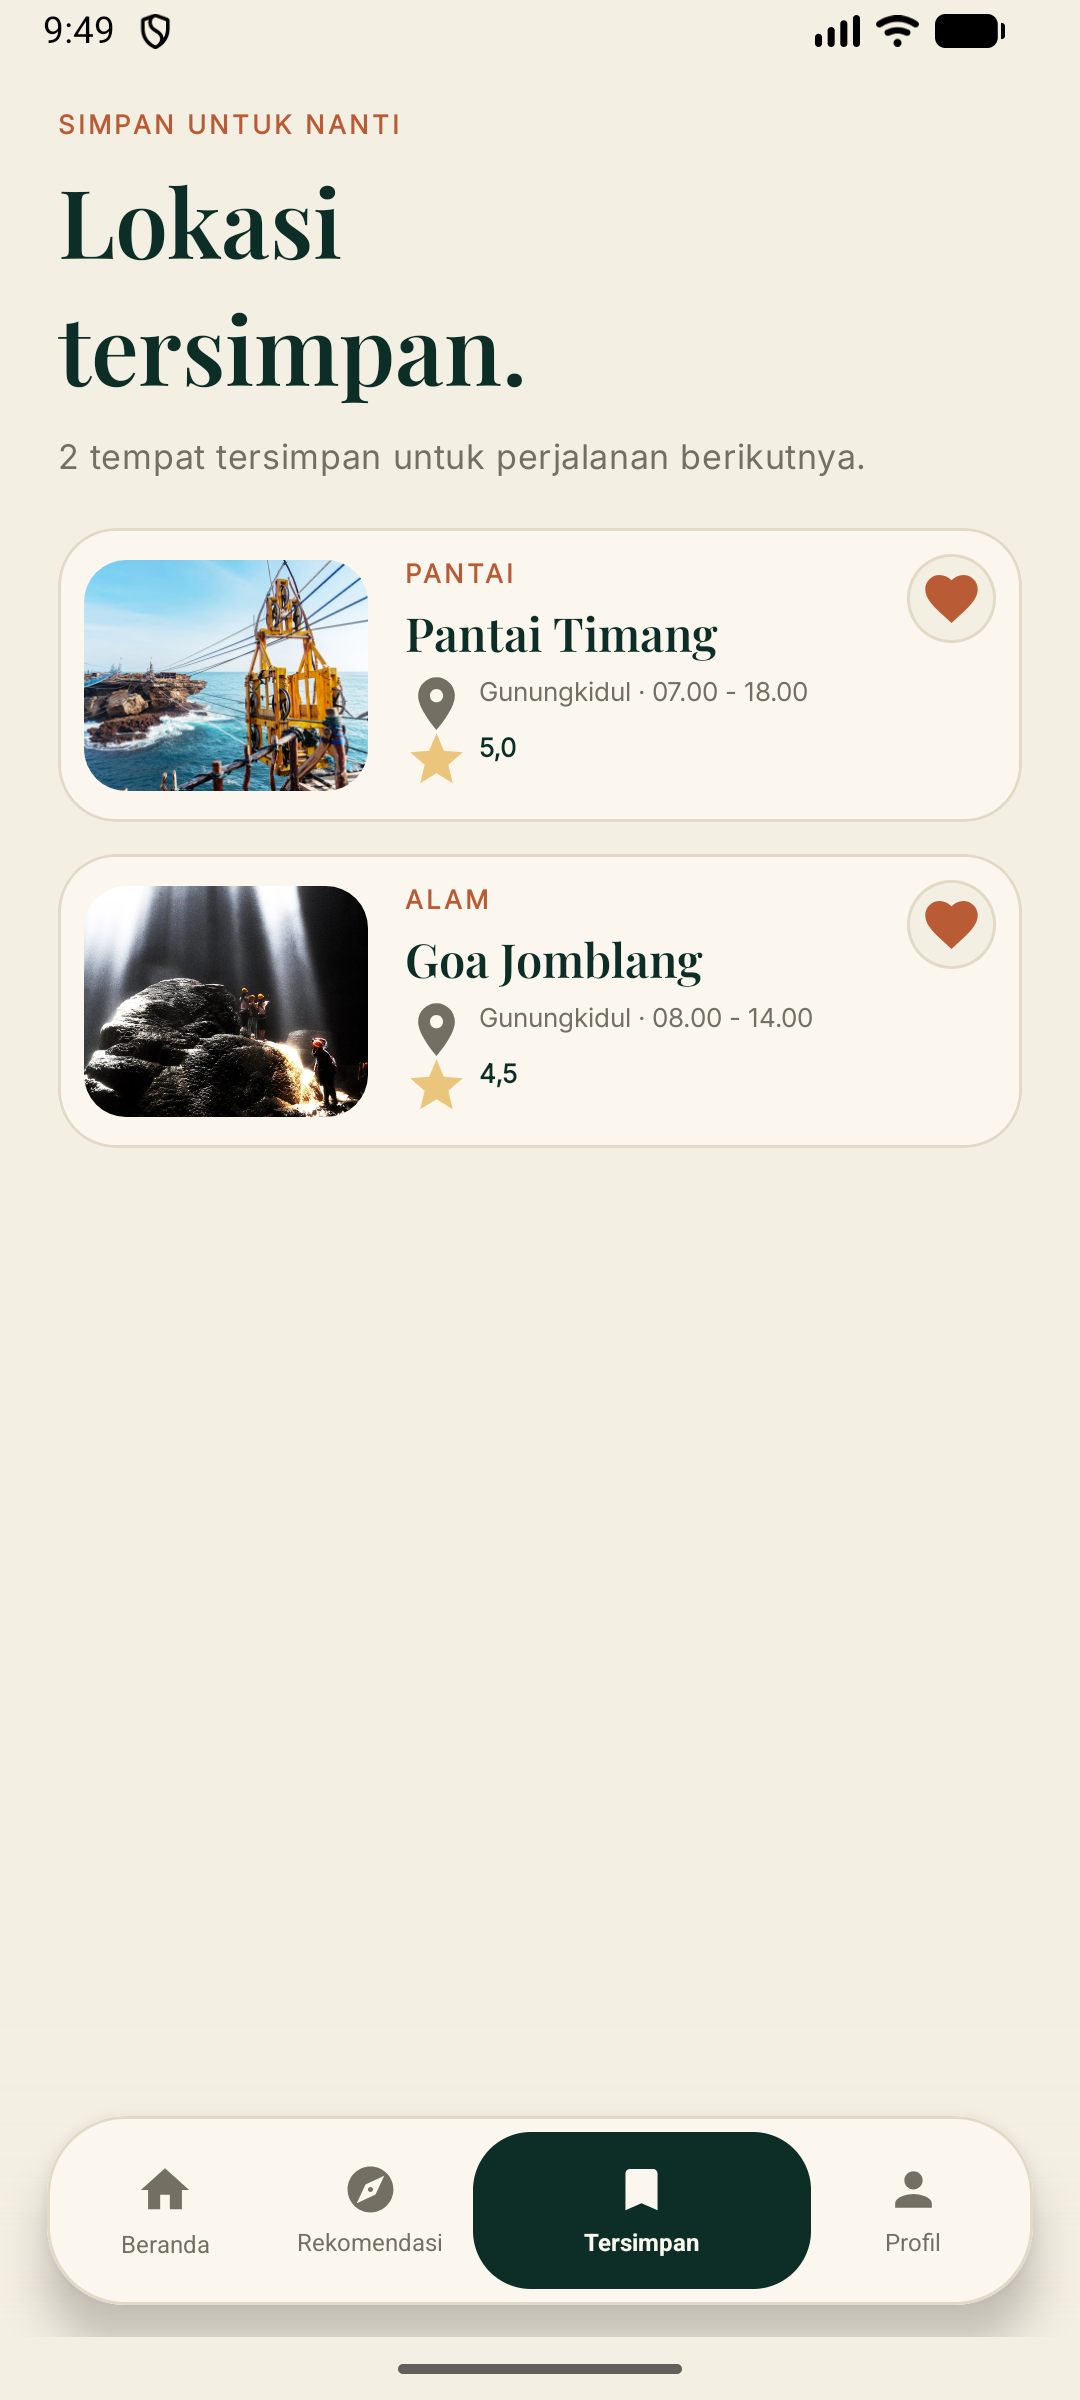 9:49
SIMPAN UNTUK NANTI
Lokasi
tersimpan.
2 tempat tersimpan untuk perjalanan berikutnya.
PANTAI
Pantai Timang
Gunungkidul · 07.00 - 18.00
5,0
ALAM
Goa Jomblang
Gunungkidul · 08.00 - 14.00
4,5
Beranda
Rekomendasi
Tersimpan
Profil